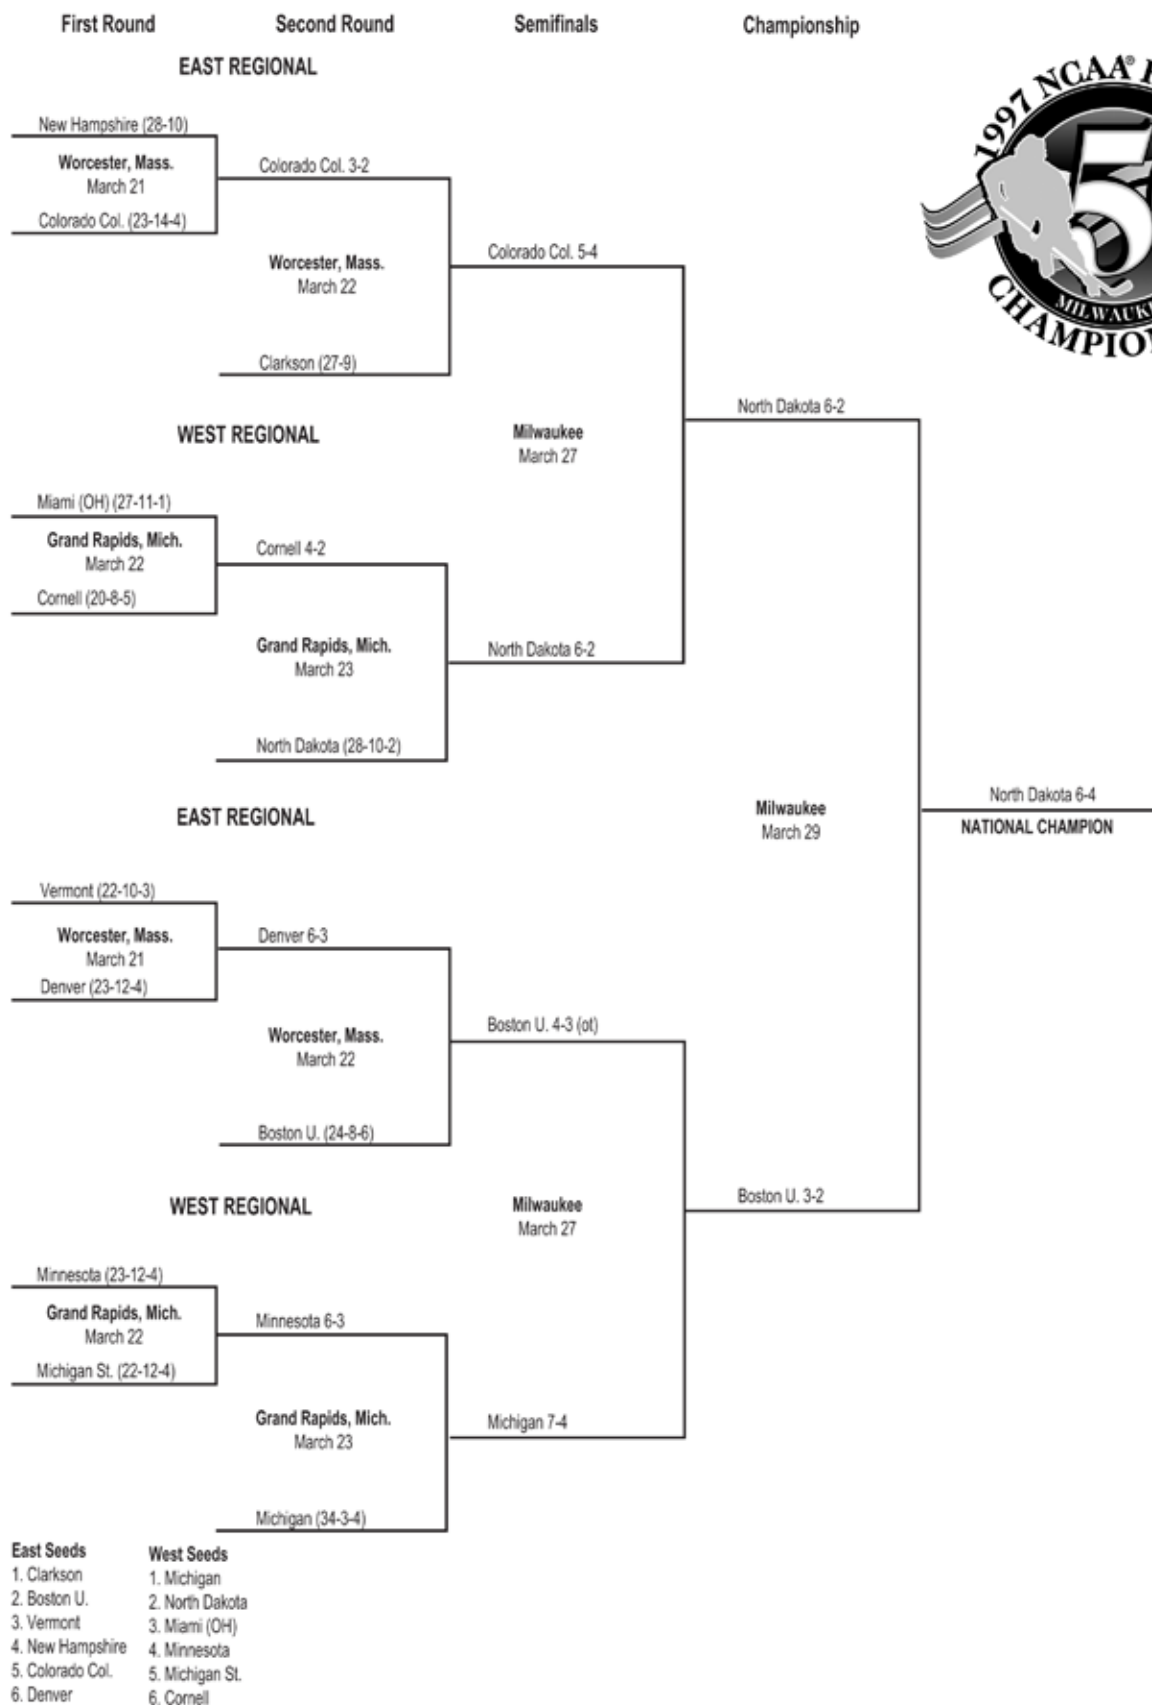 First Round Second Round Semifinals Championship
EAST REGIONAL
1997 NCAA®
New Hampshire (28-10)
Worcester, Mass.
March 21
Colorado Col. 3-2
Colorado Col. (23-14-4)
Worcester, Mass.
March 22
Colorado Col. 5-4
5
Clarkson (27-9)
WEST REGIONAL
Milwaukee
March 27
North Dakota 6-2
Miami (OH) (27-11-1)
Grand Rapids, Mich.
March 22
Cornell 4-2
Cornell (20-8-5)
Grand Rapids, Mich.
March 23
North Dakota 6-2
North Dakota (28-10-2)
EAST REGIONAL
Milwaukee
March 29
North Dakota 6-4
NATIONAL CHAMPION
Vermont (22-10-3)
Worcester, Mass.
March 21
Denver 6-3
Denver (23-12-4)
Worcester, Mass.
March 22
Boston U. 4-3 (ot)
Boston U. (24-8-6)
WEST REGIONAL
Milwaukee
March 27
Boston U. 3-2
Minnesota (23-12-4)
Grand Rapids, Mich.
March 22
Minnesota 6-3
Michigan St. (22-12-4)
Grand Rapids, Mich.
March 23
Michigan 7-4
Michigan (34-3-4)
East Seeds
1. Clarkson
2. Boston U.
3. Vermont
4. New Hampshire
5. Colorado Col.
6. Denver
West Seeds
1. Michigan
2. North Dakota
3. Miami (OH)
4. Minnesota
5. Michigan St.
6. Cornell